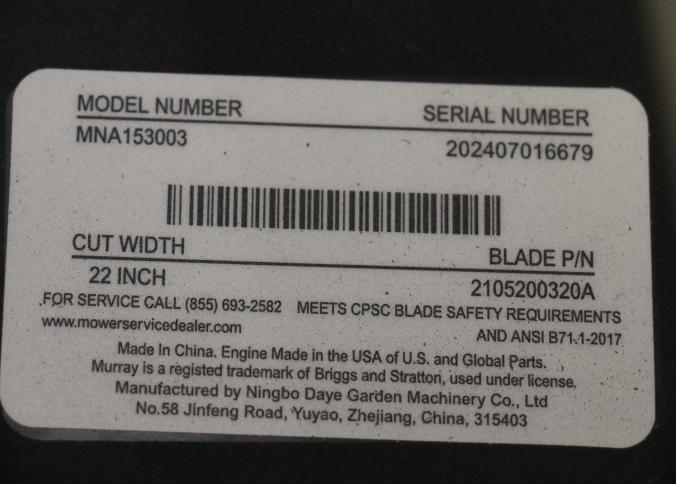 MODEL NUMBER
SERIAL NUMBER
MNA153003
202407016679
CUT WIDTH
BLADE P/N
22 INCH
2105200320A
FOR SERVICE CALL (855) 693-2582 MEETS CPSC BLADE SAFETY REQUIREMENTS
www.mowerservicedealer.com
AND ANSI B71.1-2017
Made In China. Engine Made in the USA of U.S. and Global Parts.
Murray is a registed trademark of Briggs and Stratton, used under license.
Manufactured by Ningbo Daye Garden Machinery Co., Ltd
No.58 Jinfeng Road, Yuyao, Zhejiang, China, 315403